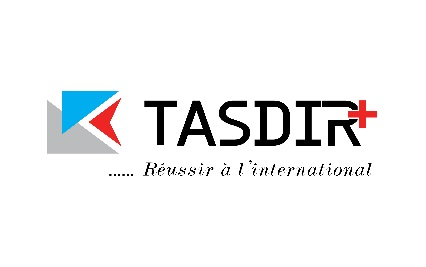 TASDIR+
...... Réussir à l'international